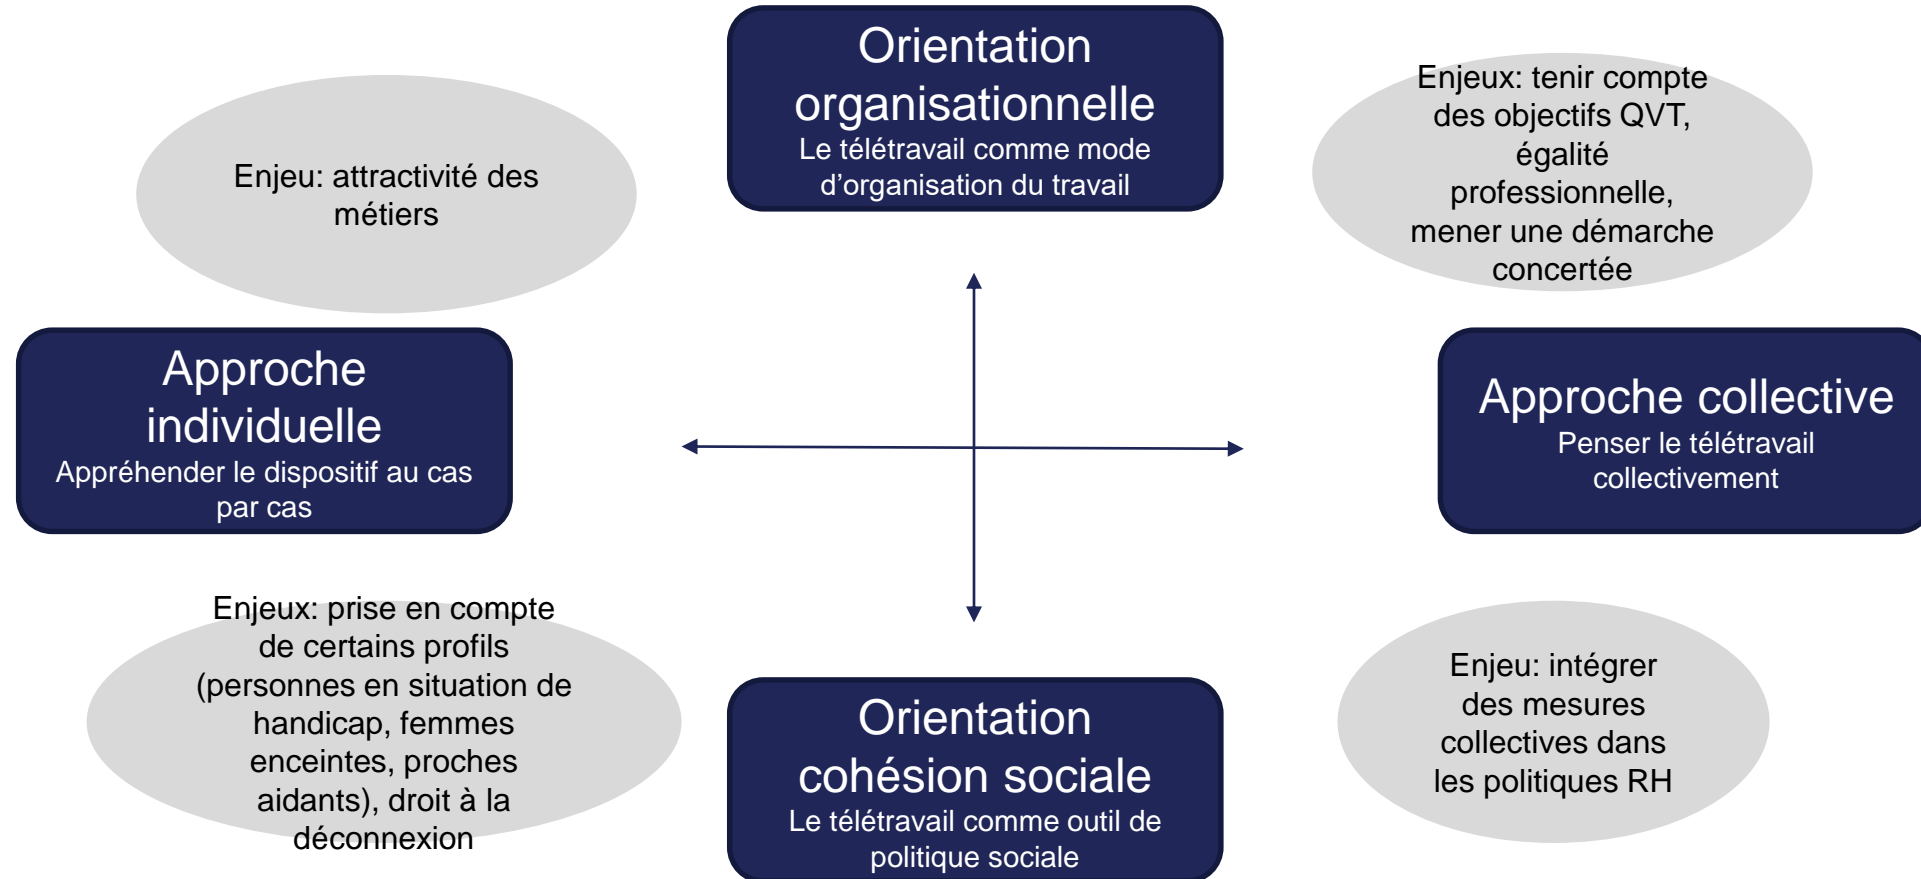 Orientation
organisationnelle
Le télétravail comme mode
d’organisation du travail
Enjeu: attractivité des
métiers
Enjeux: tenir compte
des objectifs QVT,
égalité
professionnelle,
mener une démarche
concertée
Approche
individuelle
Appréhender le dispositif au cas
par cas
Approche collective
Penser le télétravail
collectivement
Enjeux: prise en compte
de certains profils
(personnes en situation de
handicap, femmes
enceintes, proches
aidants), droit à la
déconnexion
Orientation
cohésion sociale
Le télétravail comme outil de
politique sociale
Enjeu: intégrer
des mesures
collectives dans
les politiques RH